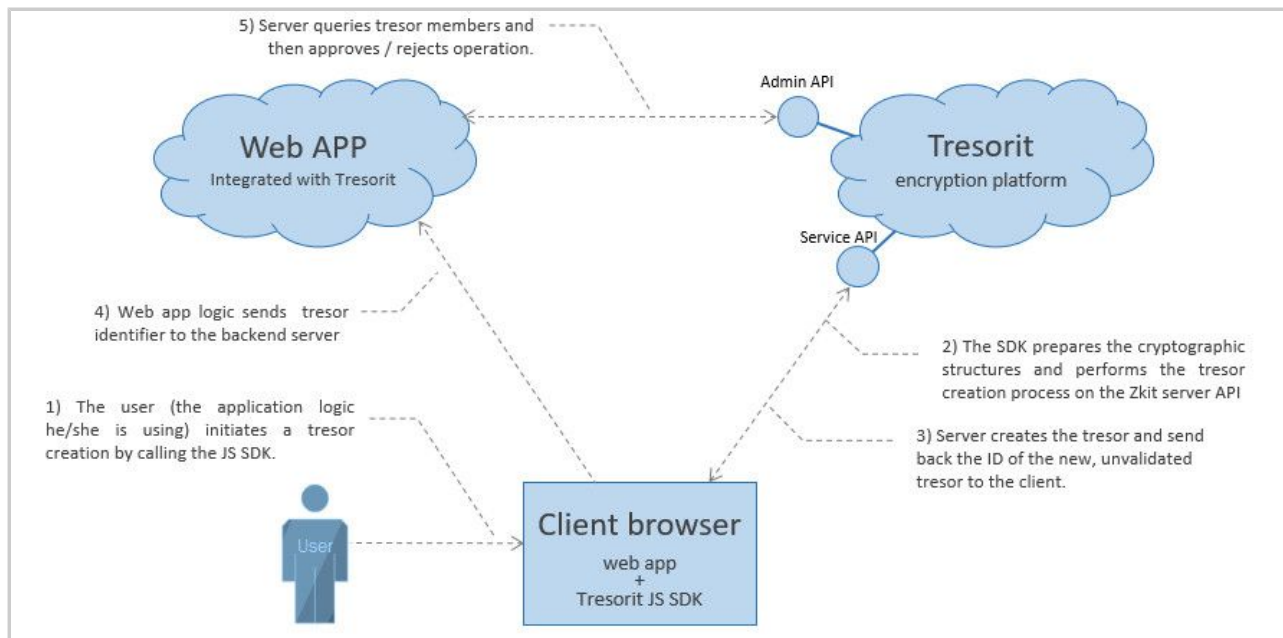 5) Server queries tresor members and
then approves / rejects operation.
Admin API
Web APP
Integrated with Tresorit
Tresorit
encryption platform
Service API
4) Web app logic sends tresor
identifier to the backend server
2) The SDK prepares the cryptographic
structures and performs the tresor
creation process on the Zkit server API
1) The user (the application logic
he/she is using) initiates a tresor
creation by calling the JS SDK.
3) Server creates the tresor and send
back the ID of the new, unvalidated
tresor to the client.
User
Client browser
web app
+
Tresorit JS SDK